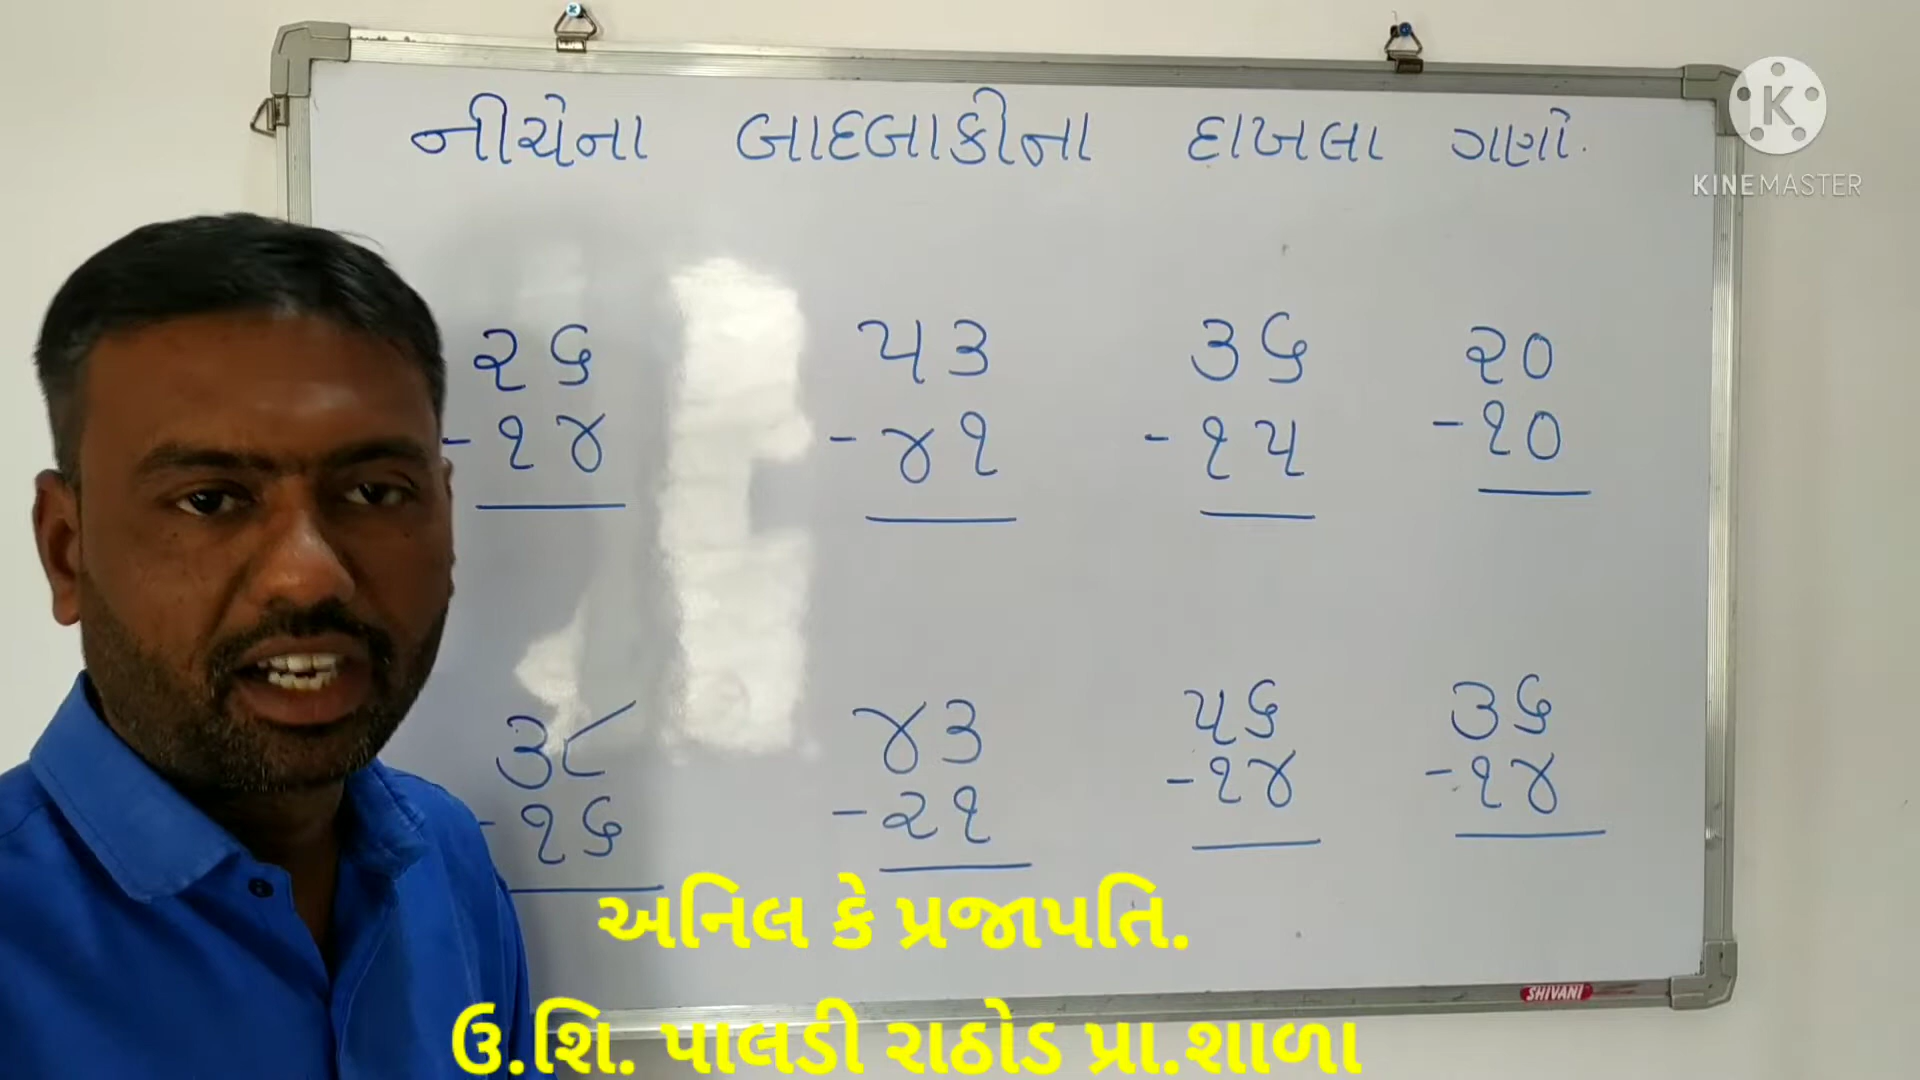 નીચેના બાદબાકીના દાખલા ગણો.
KINEMASTER
૨૬ ૫૩ ૩૬ ૨૦
-૧૪ -૪૧ -૧૫ -૧૦
૩૮ ૪૩ ૫૬ ૩૬
-૧૬ -૨૧ -૧૪ -૧૪
અનિલ કે પ્રજાપતિ.
SHIVANI
ઉ.શિ. પાલડી રાઠોડ પ્રા.શાળા